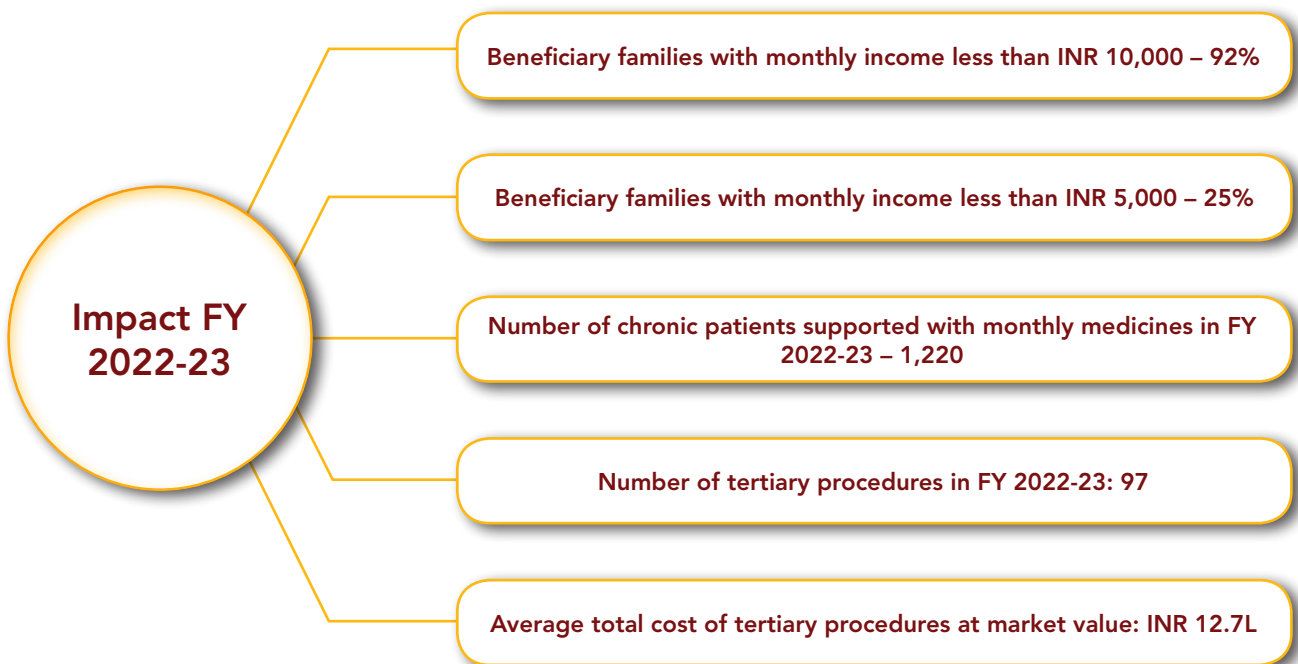 Beneficiary families with monthly income less than INR 10,000 – 92%
Beneficiary families with monthly income less than INR 5,000 – 25%
Impact FY
2022-23
Number of chronic patients supported with monthly medicines in FY
2022-23 – 1,220
Number of tertiary procedures in FY 2022-23: 97
Average total cost of tertiary procedures at market value: INR 12.7L